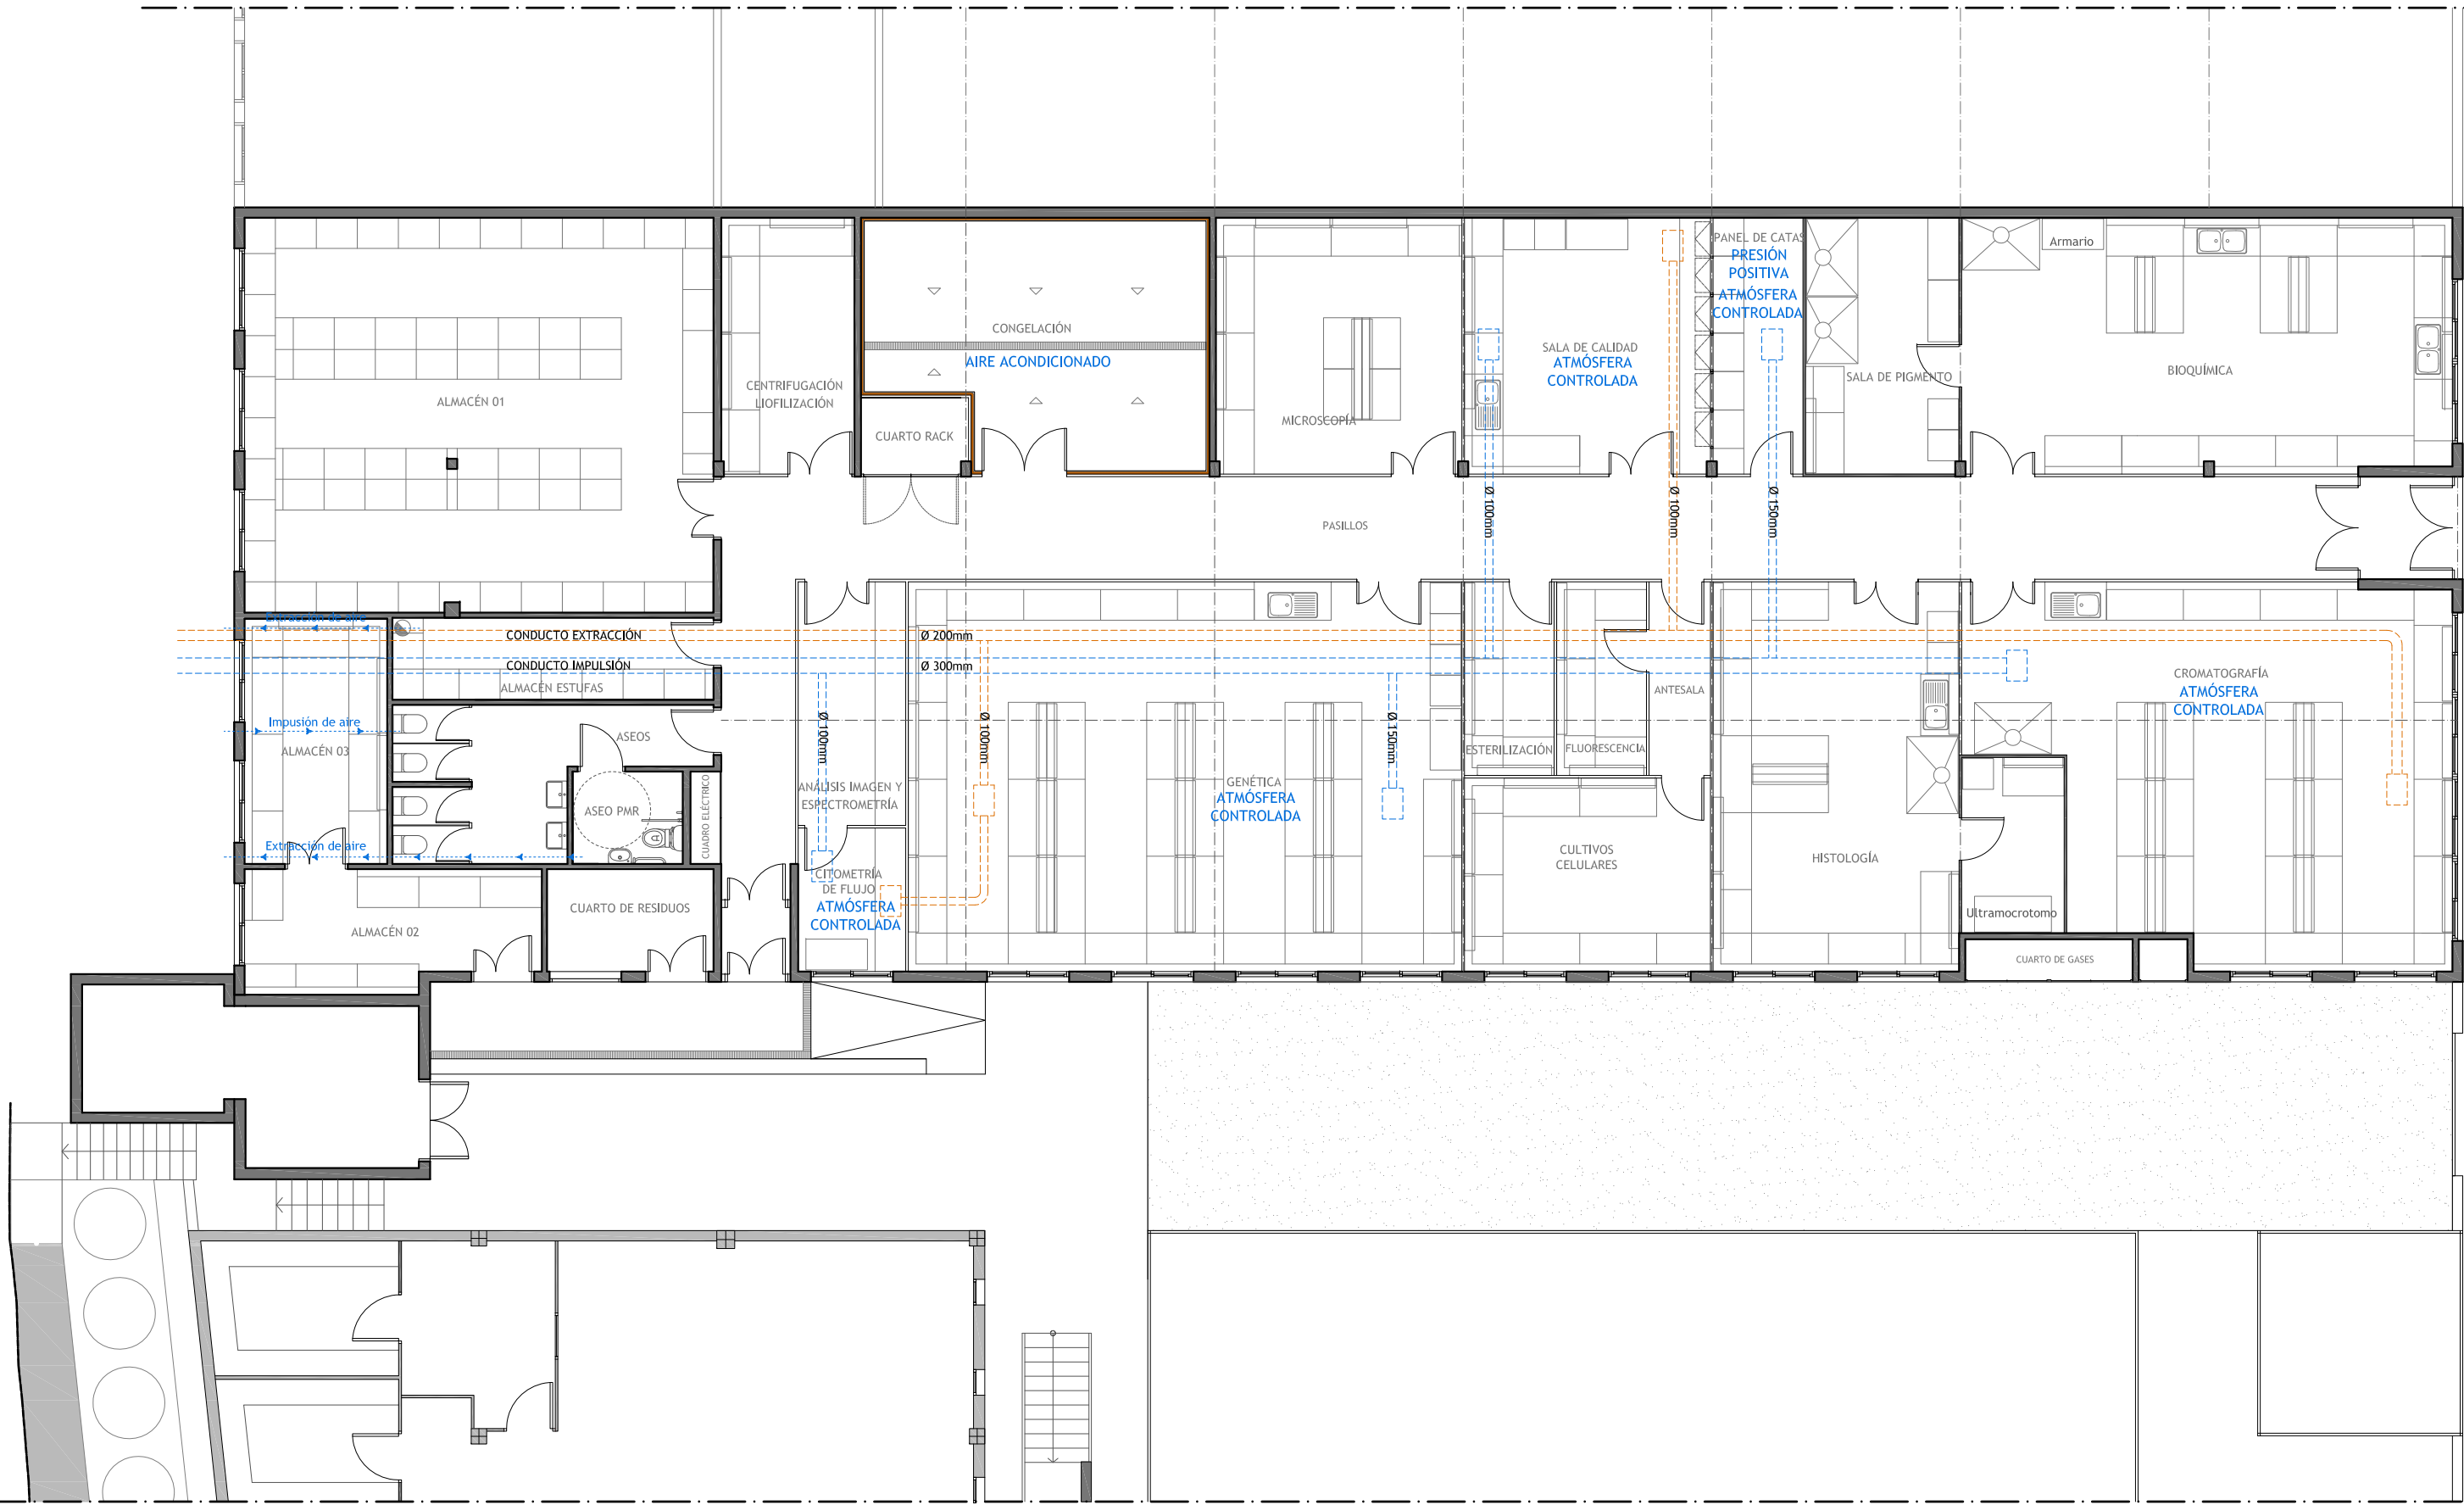 PANEL DE CATAS
PRESIÓN
POSITIVA
ATMÓSFERA
CONTROLADA
Armario
CONGELACIÓN
AIRE ACONDICIONADO
SALA DE CALIDAD
ATMÓSFERA
CONTROLADA
BIOQUÍMICA
SALA DE PIGMENTO
CENTRIFUGACIÓN
LIOFILIZACIÓN
ALMACÉN 01
MICROSCOPÍA
CUARTO RACK
Ø 100mm
Ø 100mm
Ø 150mm
PASILLOS
Extracción de aire
CONDUCTO EXTRACCIÓN
Ø 200mm
CONDUCTO IMPULSIÓN
Ø 300mm
ALMACÉN ESTUFAS
ANTESALA
CROMATOGRAFÍA
ATMÓSFERA
CONTROLADA
Impusión de aire
ALMACÉN 03
ASEOS
Ø 100mm
Ø 100mm
Ø 150mm
ESTERILIZACIÓN
FLUORESCENCIA
ANÁLISIS IMAGEN Y
ESPECTROMETRÍA
GENÉTICA
ATMÓSFERA
CONTROLADA
ASEO PMR
CUADRO ELÉCTRICO
Extracción de aire
CULTIVOS
CELULARES
HISTOLOGÍA
CITOMETRÍA
DE FLUJO
ATMÓSFERA
CONTROLADA
CUARTO DE RESIDUOS
Ultramocrotomo
ALMACÉN 02
CUARTO DE GASES